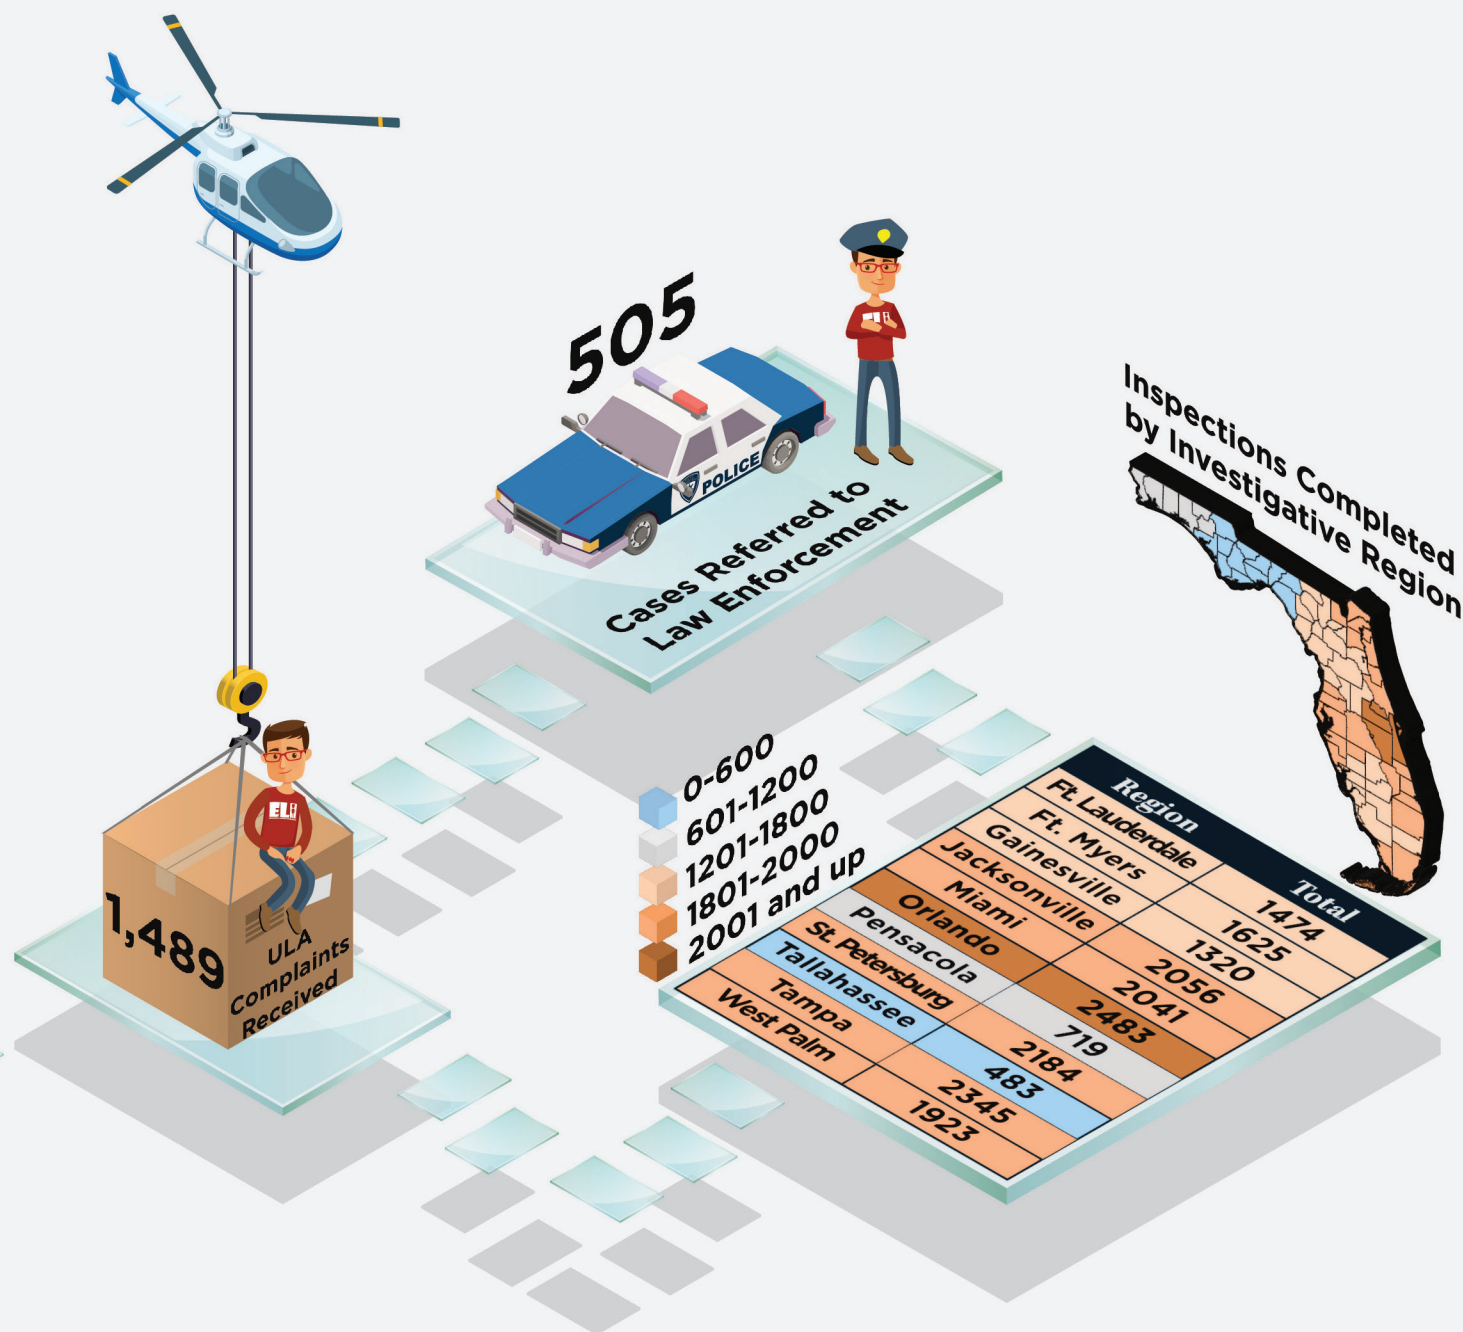 505
POLICE
Cases Referred to
Law Enforcement
Inspections Completed
by Investigative Region
ELi
1,489
ULA
Complaints
Received
0-600
601-1200
1201-1800
1801-2000
2001 and up
Region Total
Ft. Lauderdale 1474
Ft. Myers 1625
Gainesville 1320
Jacksonville 2056
Miami 2041
Orlando 2483
Pensacola 719
St. Petersburg 2184
Tallahassee 483
Tampa 2345
West Palm 1923